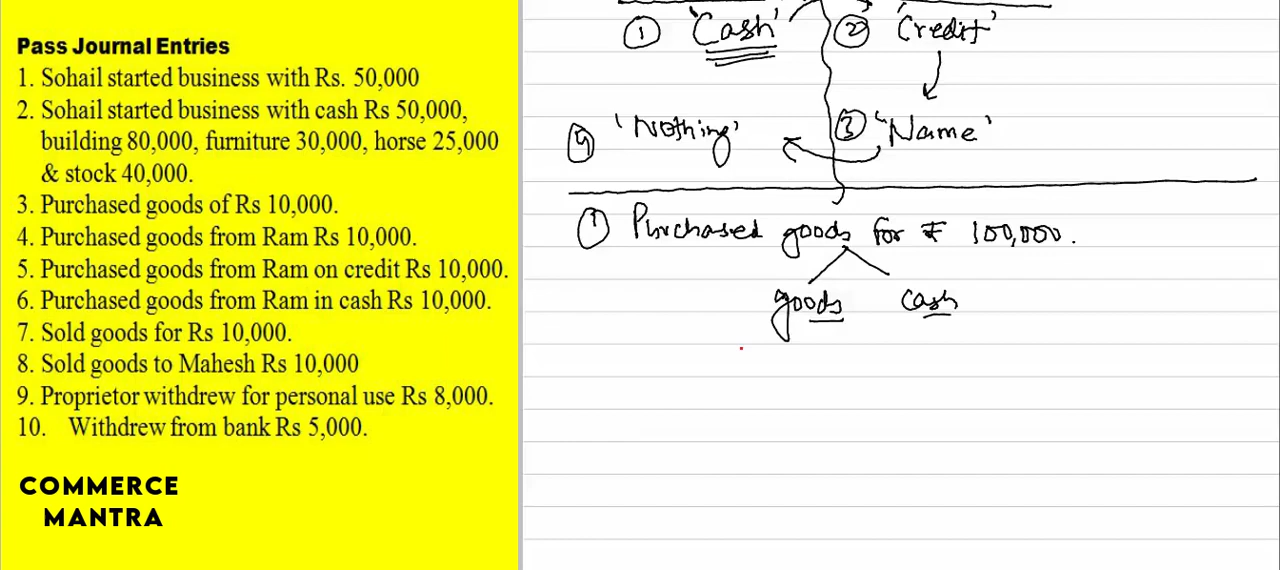 Pass Journal Entries
1. Sohail started business with Rs. 50,000
2. Sohail started business with cash Rs 50,000,
building 80,000, furniture 30,000, horse 25,000
& stock 40,000.
3. Purchased goods of Rs 10,000.
4. Purchased goods from Ram Rs 10,000.
5. Purchased goods from Ram on credit Rs 10,000.
6. Purchased goods from Ram in cash Rs 10,000.
7. Sold goods for Rs 10,000.
8. Sold goods to Mahesh Rs 10,000
9. Proprietor withdrew for personal use Rs 8,000.
10. Withdrew from bank Rs 5,000.
COMMERCE
MANTRA
① 'Cash' ② 'Credit'
④ 'Nothing' ③ "Name'
① Purchased goods for ₹ 100,000.
goods cash